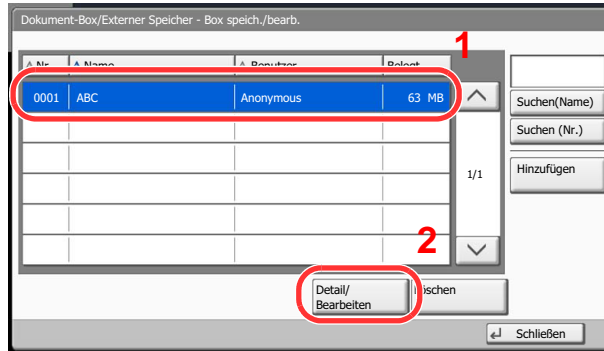 Dokument-Box/Externer Speicher - Box speich./bearb.
1
Nr. Name Benutzer Belegt
0001 ABC Anonymous 63 MB
Suchen(Name)
Suchen (Nr.)
1/1
Hinzufügen
2
Detail/ Löschen
Bearbeiten
Schließen